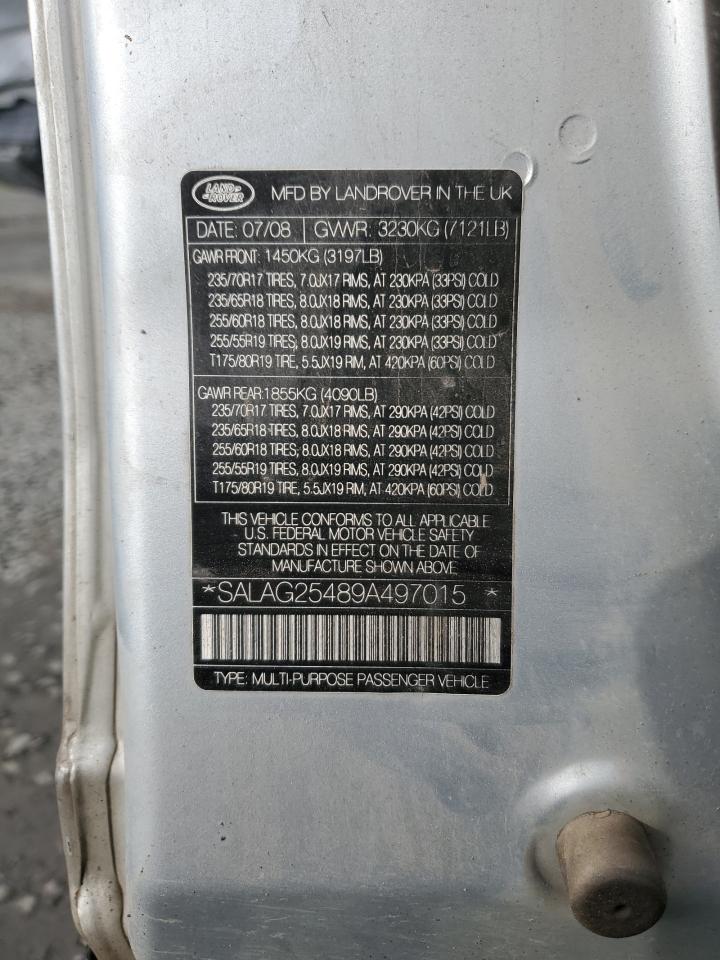 LAND ROVER MFD BY LANDROVER IN THE UK
DATE: 07/08 GVWR: 3230KG (7121LB)
GAWR FRONT: 1450KG (3197LB)
235/70R17 TIRES, 7.0JX17 RIMS, AT 230KPA (33PSI) COLD
235/65R18 TIRES, 8.0JX18 RIMS, AT 230KPA (33PSI) COLD
255/60R18 TIRES, 8.0JX18 RIMS, AT 230KPA (33PSI) COLD
255/55R19 TIRES, 8.0JX19 RIMS, AT 230KPA (33PSI) COLD
T175/80R19 TIRE, 5.5JX19 RIM, AT 420KPA (60PSI) COLD
GAWR REAR:1855KG (4090LB)
235/70R17 TIRES, 7.0JX17 RIMS, AT 290KPA (42PSI) COLD
235/65R18 TIRES, 8.0JX18 RIMS, AT 290KPA (42PSI) COLD
255/60R18 TIRES, 8.0JX18 RIMS, AT 290KPA (42PSI) COLD
255/55R19 TIRES, 8.0JX19 RIMS, AT 290KPA (42PSI) COLD
T175/80R19 TIRE, 5.5JX19 RIM, AT 420KPA (60PSI) COLD
THIS VEHICLE CONFORMS TO ALL APPLICABLE
U.S. FEDERAL MOTOR VEHICLE SAFETY
STANDARDS IN EFFECT ON THE DATE OF
MANUFACTURE SHOWN ABOVE
*SALAG25489A497015 *
TYPE: MULTI-PURPOSE PASSENGER VEHICLE